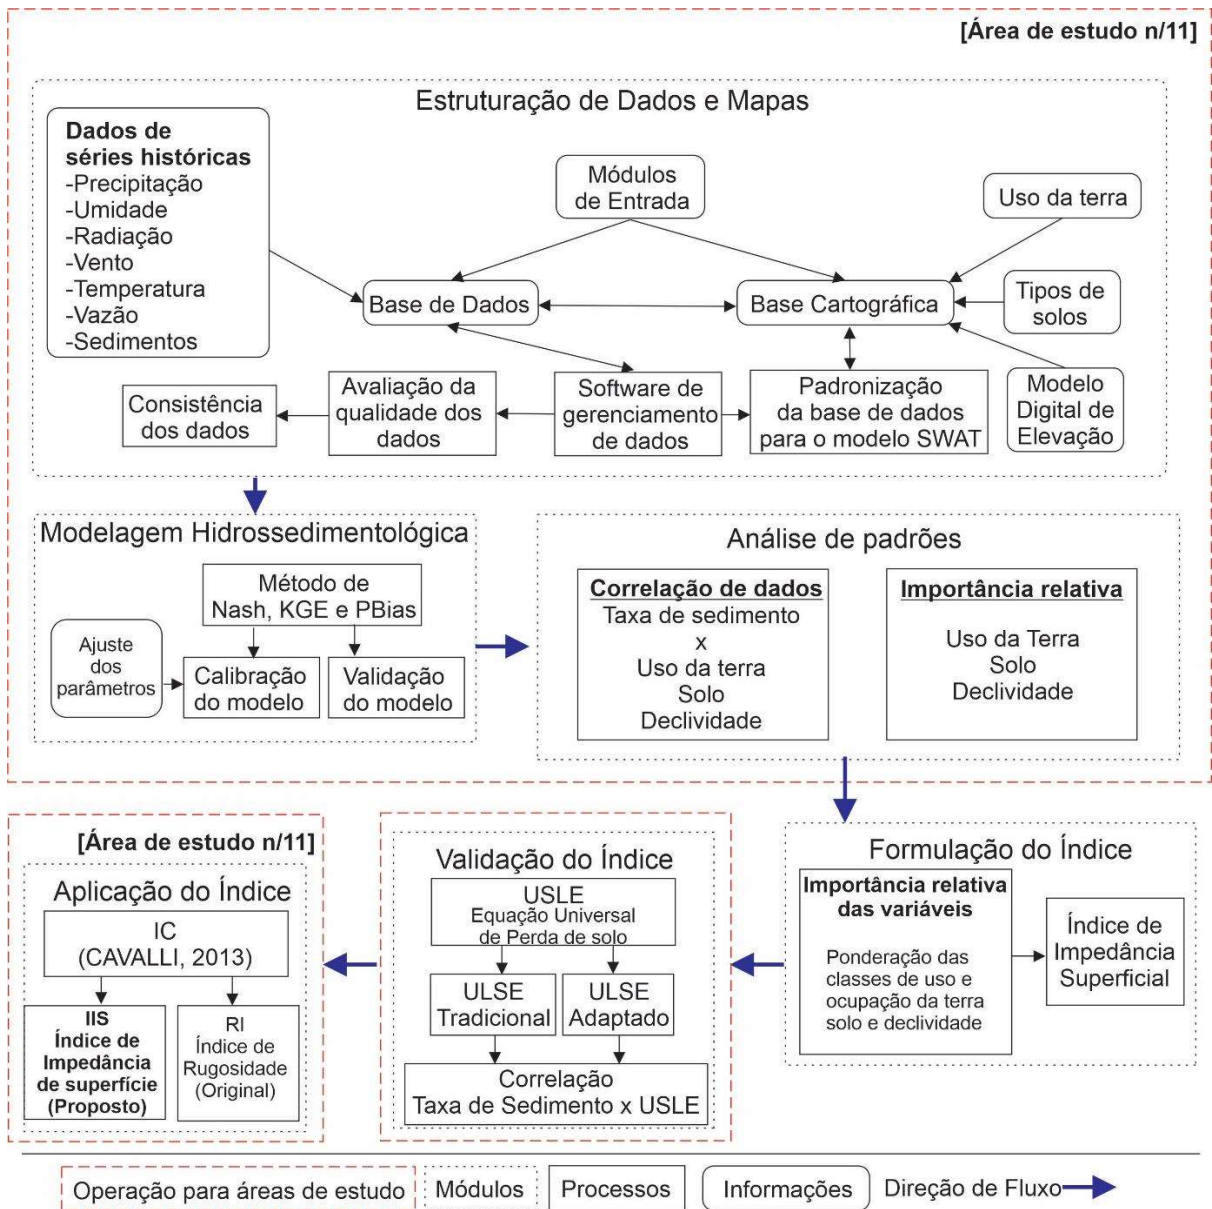 [Área de estudo n/11]
Estruturação de Dados e Mapas
Dados de
séries históricas
-Precipitação
-Umidade
-Radiação
-Vento
-Temperatura
-Vazão
-Sedimentos
Módulos
de Entrada
Uso da terra
Base de Dados
Base Cartográfica
Tipos de
solos
Consistência
dos dados
Avaliação da
qualidade dos
dados
Software de
gerenciamento
de dados
Padronização
da base de dados
para o modelo SWAT
Modelo
Digital de
Elevação
Modelagem Hidrossedimentológica
Método de
Nash, KGE e PBias
Ajuste
dos
parâmetros
Calibração
do modelo
Validação
do modelo
Análise de padrões
Correlação de dados
Taxa de sedimento
x
Uso da terra
Solo
Declividade
Importância relativa
Uso da Terra
Solo
Declividade
Formulação do Índice
Importância relativa
das variáveis
Ponderação das
classes de uso e
ocupação da terra
solo e declividade
Índice de
Impedância
Superficial
Validação do Índice
USLE
Equação Universal
de Perda de solo
ULSE
Tradicional
ULSE
Adaptado
Correlação
Taxa de Sedimento x USLE
[Área de estudo n/11]
Aplicação do Índice
IC
(CAVALLI, 2013)
IIS
Índice de
Impedância
de superfície
(Proposto)
RI
Índice de
Rugosidade
(Original)
Operação para áreas de estudo
Módulos
Processos
Informações
Direção de Fluxo